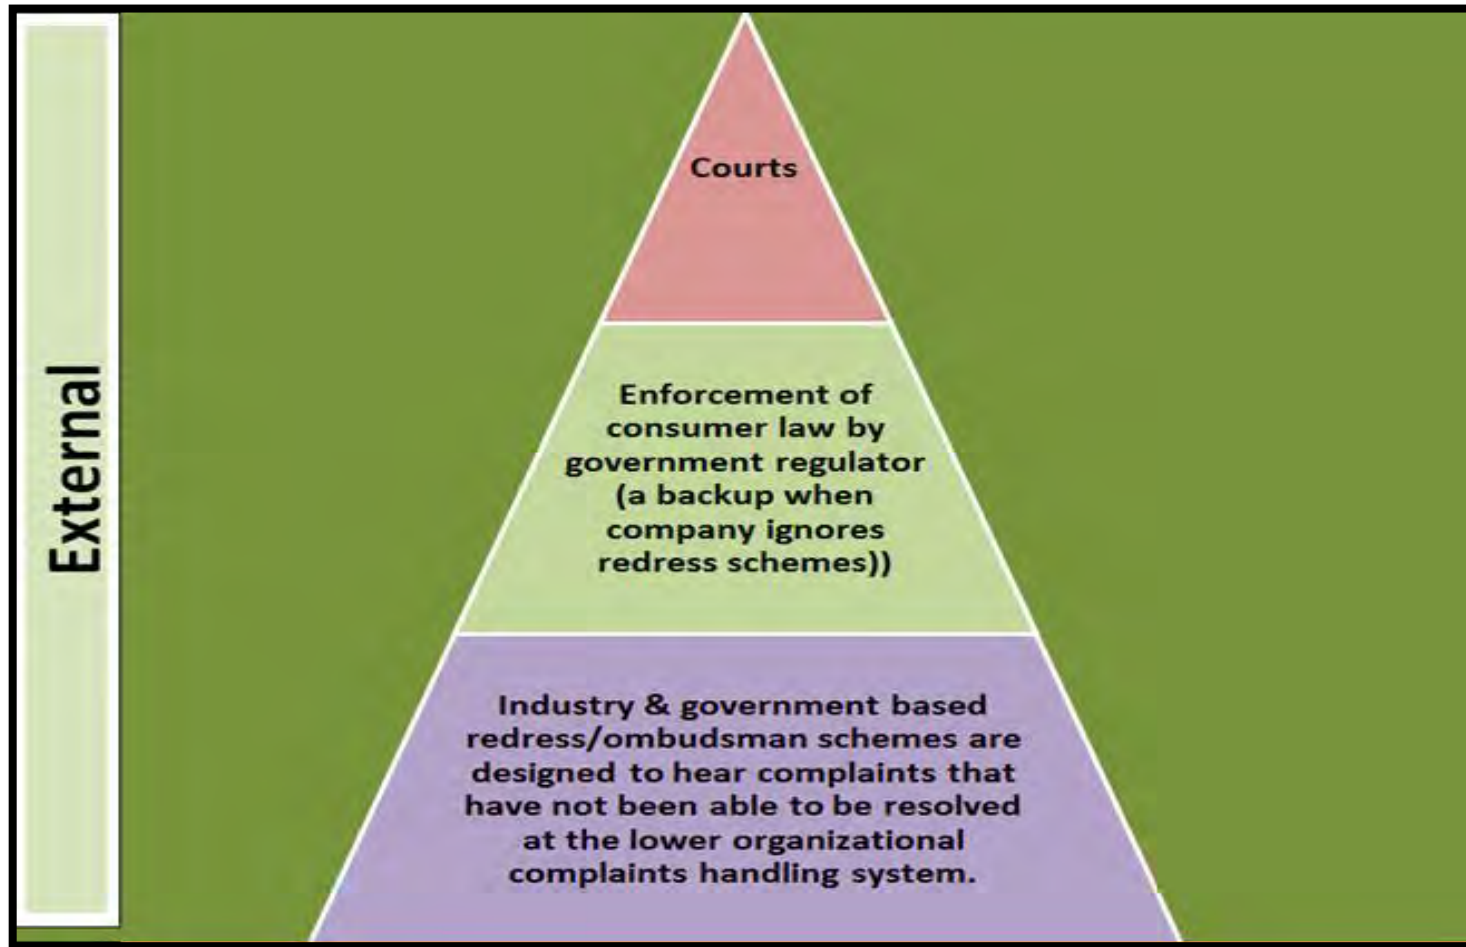 External
Courts
Enforcement of
consumer law by
government regulator
(a backup when
company ignores
redress schemes))
Industry & government based
redress/ombudsman schemes are
designed to hear complaints that
have not been able to be resolved
at the lower organizational
complaints handling system.